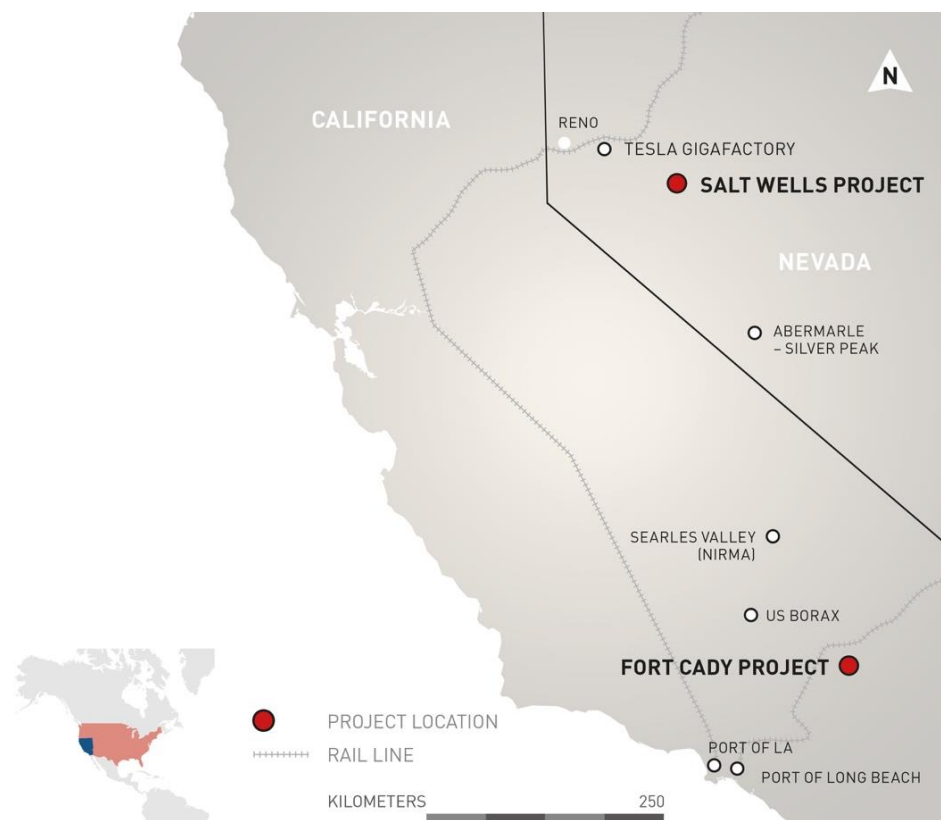 N
CALIFORNIA
RENO
TESLA GIGAFACTORY
SALT WELLS PROJECT
NEVADA
ABERMARLE
– SILVER PEAK
SEARLES VALLEY
(NIRMA)
US BORAX
FORT CADY PROJECT
PROJECT LOCATION
RAIL LINE
PORT OF LA
PORT OF LONG BEACH
KILOMETERS 250